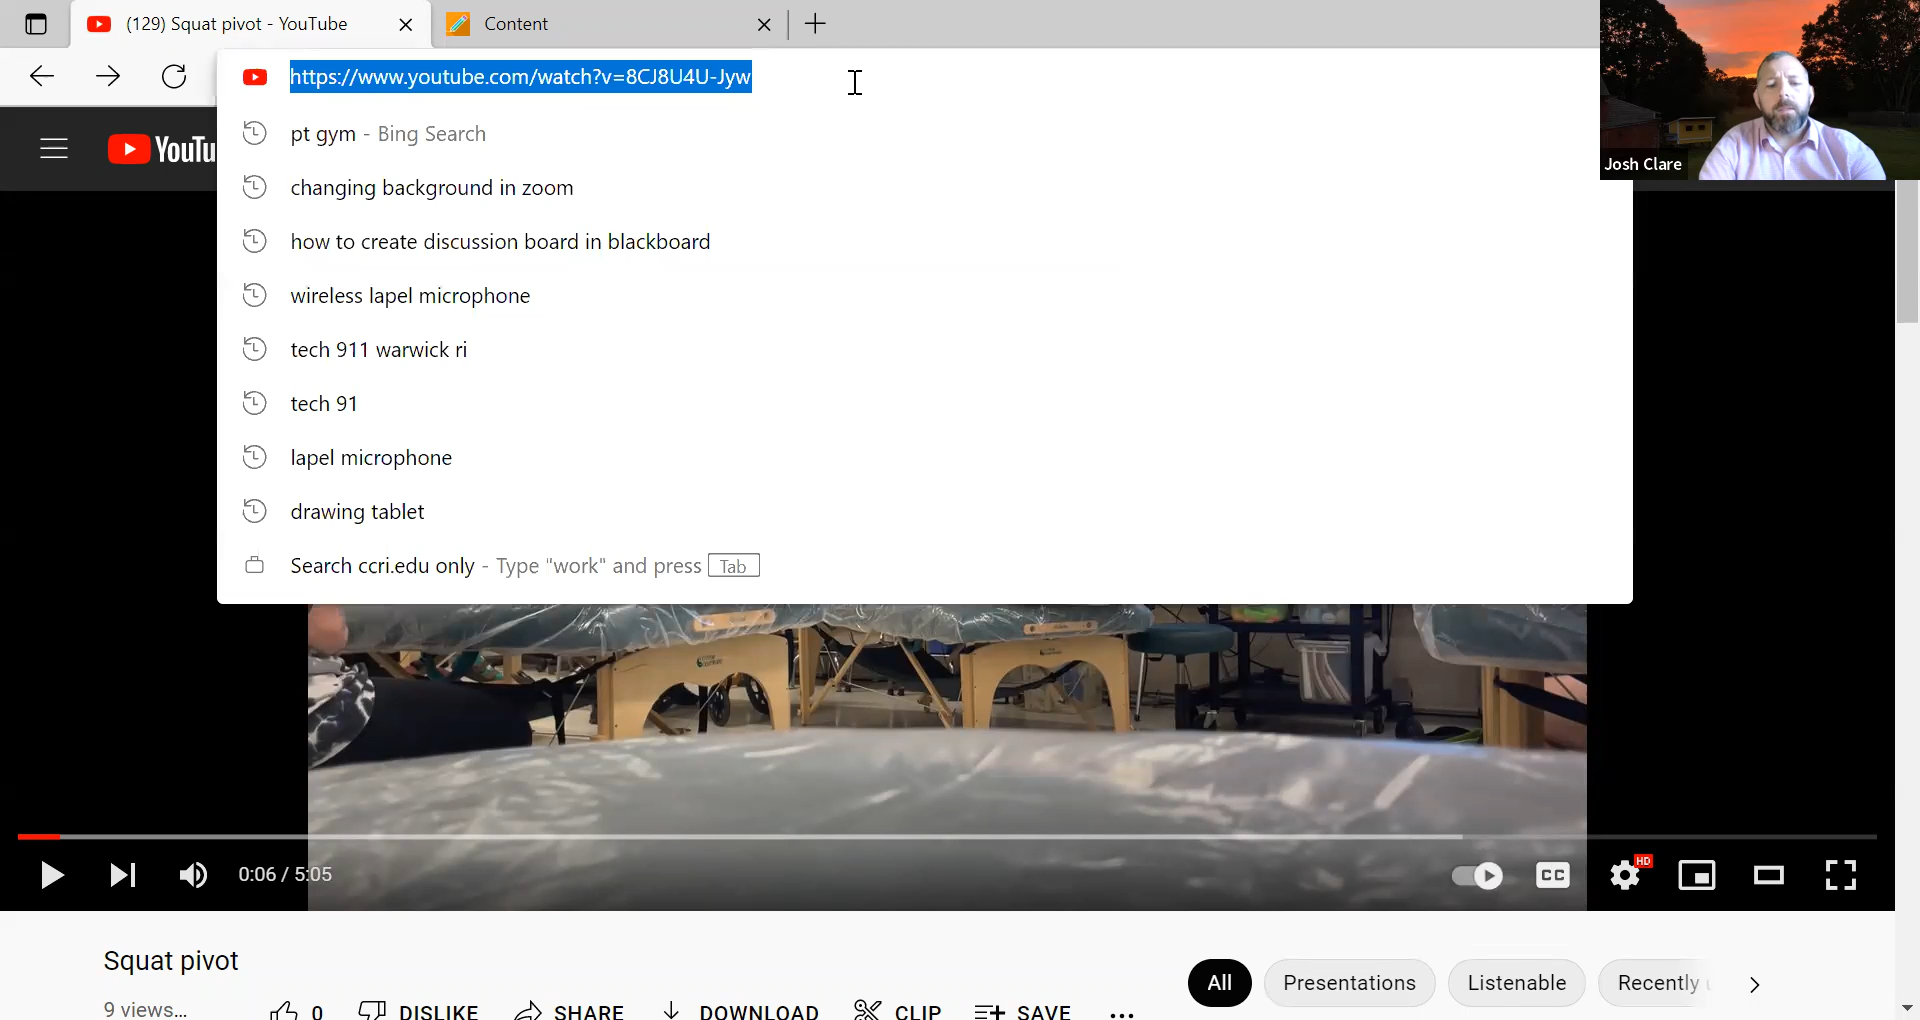 (129) Squat pivot - YouTube
Content
https://www.youtube.com/watch?v=8CJ8U4U-Jyw
pt gym - Bing Search
changing background in zoom
how to create discussion board in blackboard
wireless lapel microphone
tech 911 warwick ri
tech 91
lapel microphone
drawing tablet
Search ccri.edu only - Type "work" and press Tab
Josh Clare
YouTu
0:06 / 5:05
CC
HD
Squat pivot
9 views...
0
DISLIKE
SHARE
DOWNLOAD
CLIP
SAVE
...
All
Presentations
Listenable
Recently